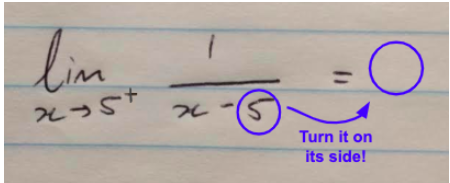 lim 1/(x - 5) =
x→5⁺
Turn it on
its side!